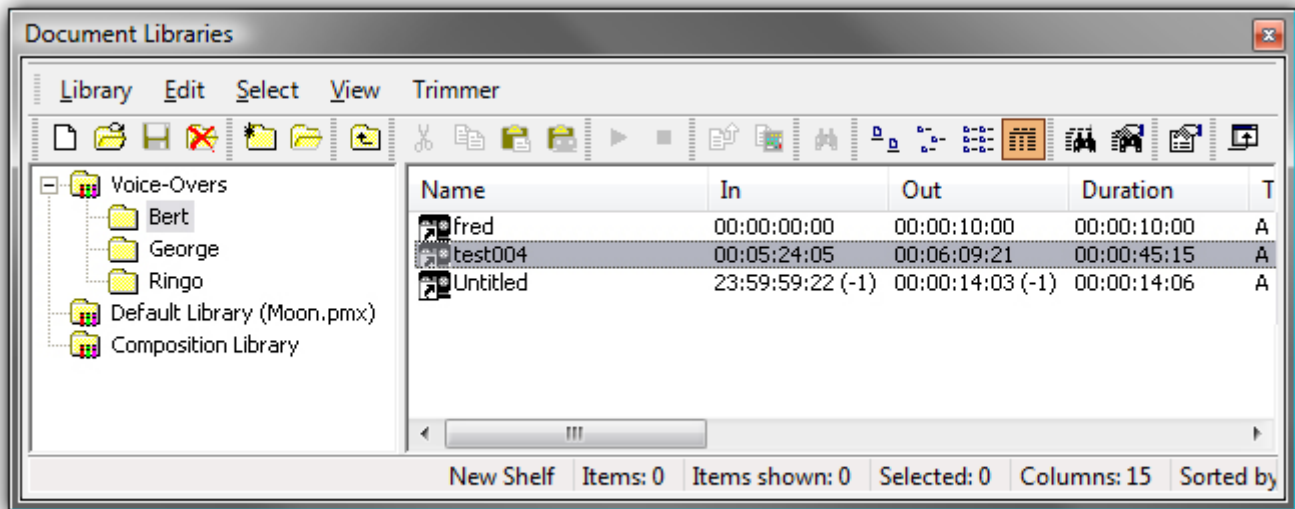 Document Libraries
Library Edit Select View Trimmer
Voice-Overs
Bert
George
Ringo
Default Library (Moon.pmx)
Composition Library
Name In Out Duration T
fred 00:00:00:00 00:00:10:00 00:00:10:00 A
test004 00:05:24:05 00:06:09:21 00:00:45:15 A
Untitled 23:59:59:22 (-1) 00:00:14:03 (-1) 00:00:14:06 A
New Shelf Items: 0 Items shown: 0 Selected: 0 Columns: 15 Sorted by